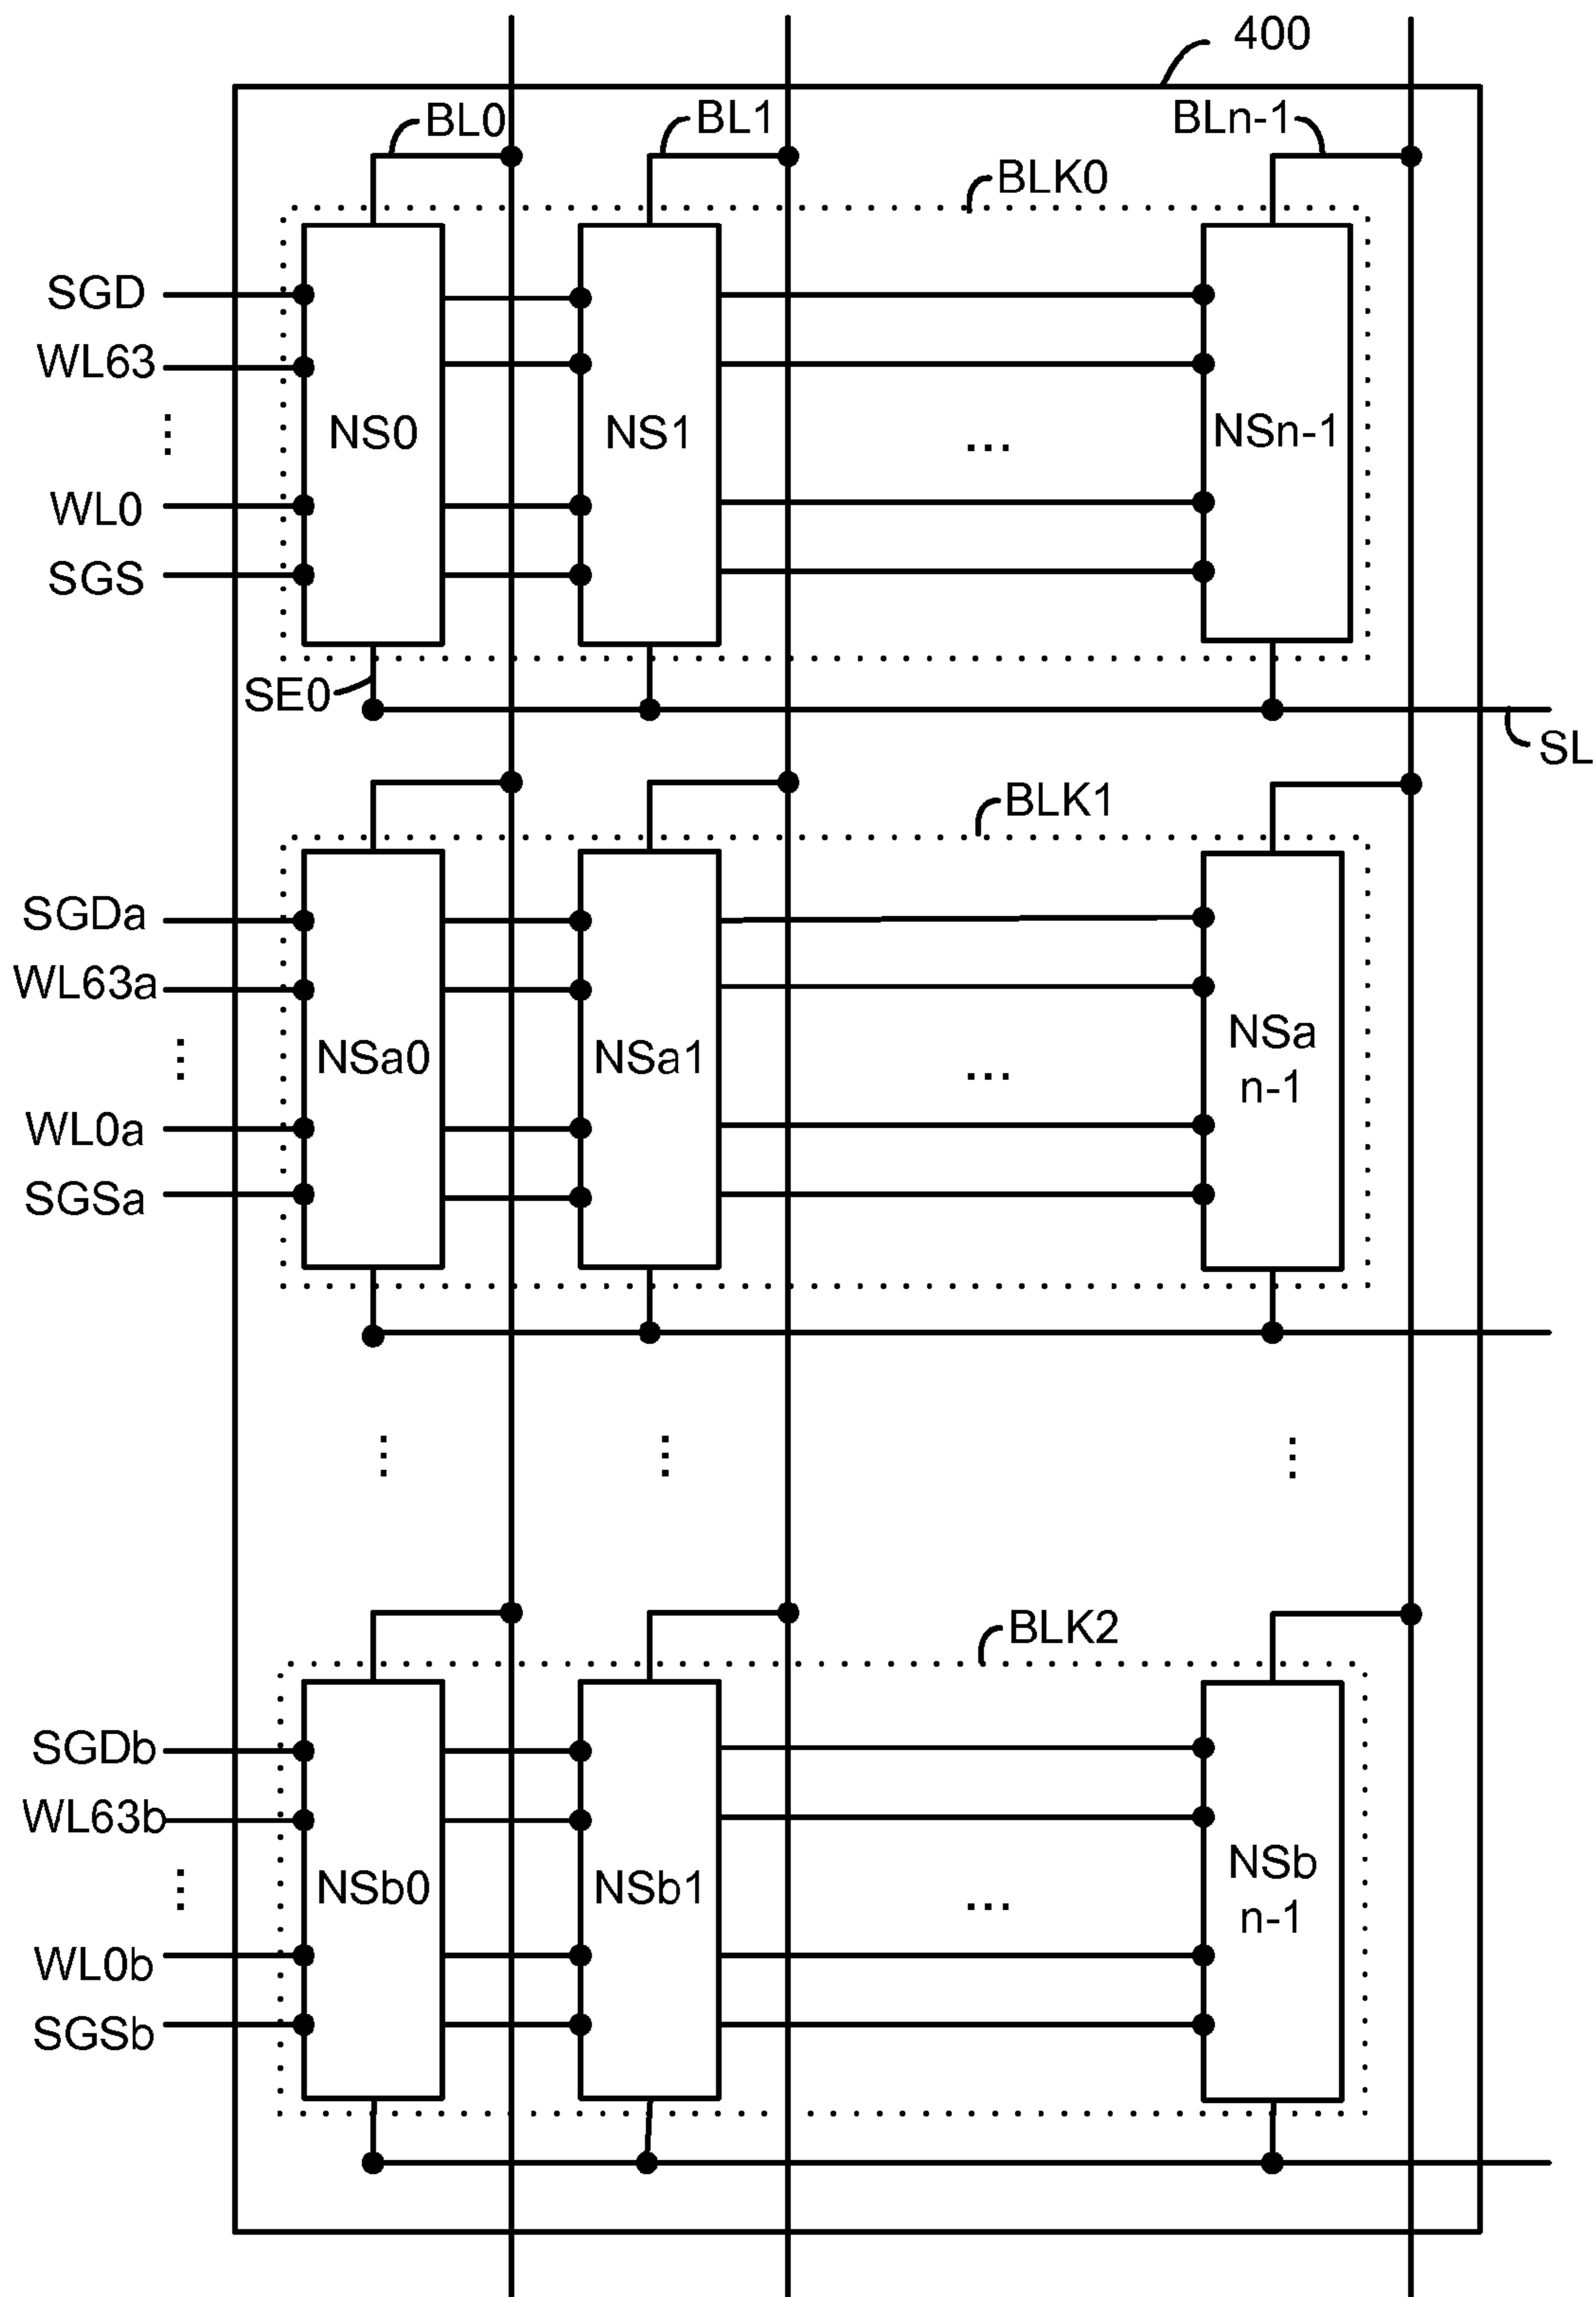 400
BL0
BL1
BLn-1
BLK0
SGD
WL63
⋮
WL0
SGS
NS0
NS1
...
NSn-1
SE0
SL
BLK1
SGDa
WL63a
⋮
WL0a
SGSa
NSa0
NSa1
...
NSa
n-1
⋮
⋮
⋮
BLK2
SGDb
WL63b
⋮
WL0b
SGSb
NSb0
NSb1
...
NSb
n-1